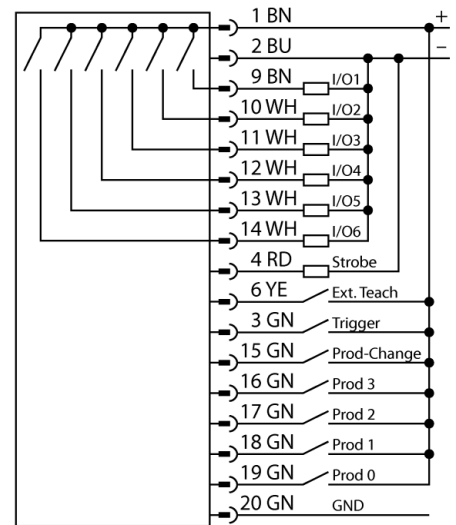 1 BN +
2 BU −
9 BN I/O1
10 WH I/O2
11 WH I/O3
12 WH I/O4
13 WH I/O5
14 WH I/O6
4 RD Strobe
6 YE Ext. Teach
3 GN Trigger
15 GN Prod-Change
16 GN Prod 3
17 GN Prod 2
18 GN Prod 1
19 GN Prod 0
20 GN GND